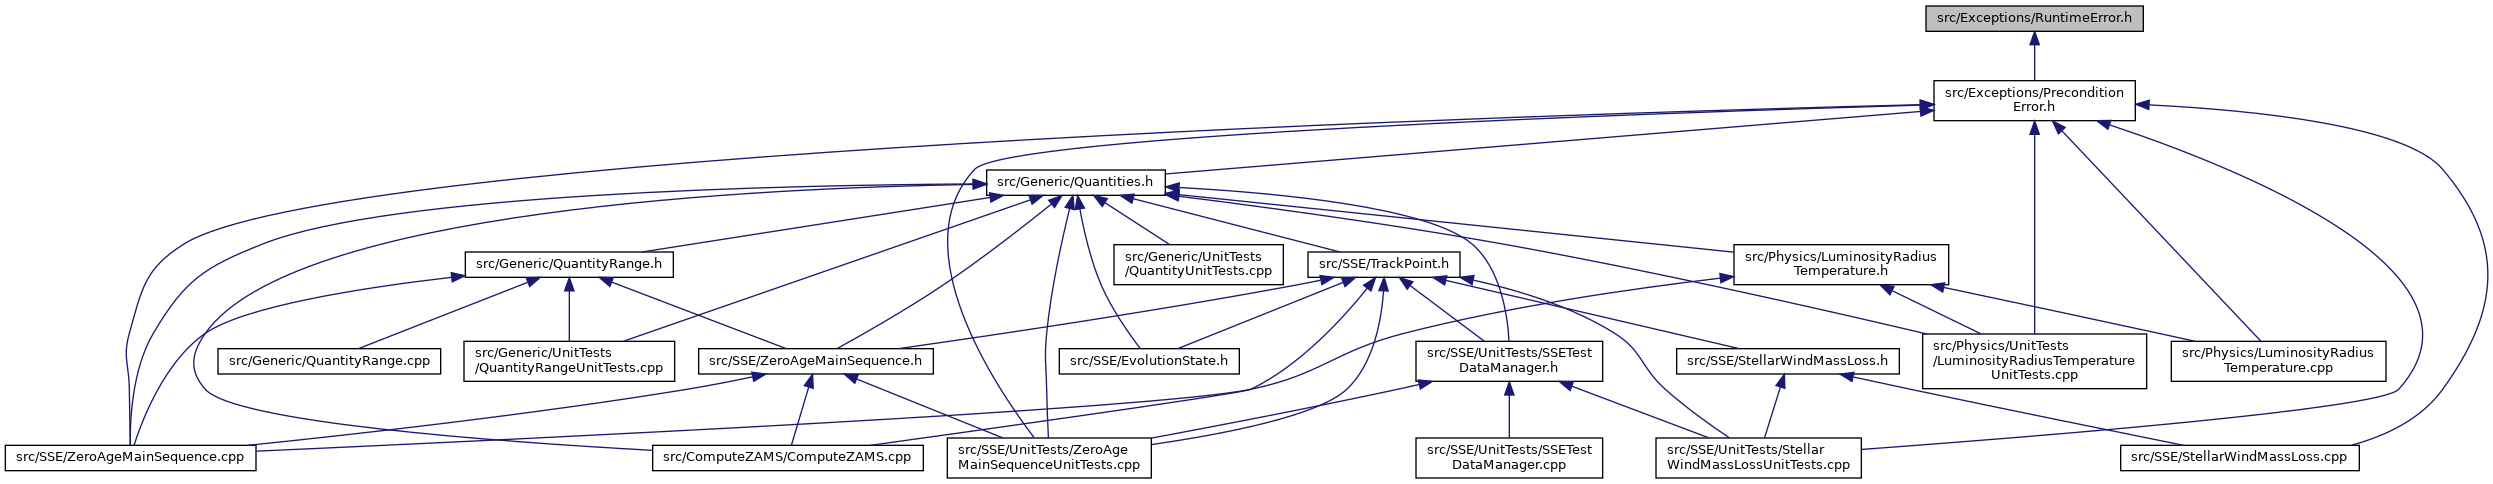 src/Exceptions/RuntimeError.h
src/Exceptions/Precondition
Error.h
src/Generic/Quantities.h
src/Generic/QuantityRange.h
src/Generic/UnitTests
/QuantityUnitTests.cpp
src/SSE/TrackPoint.h
src/Physics/LuminosityRadius
Temperature.h
src/Generic/QuantityRange.cpp
src/Generic/UnitTests
/QuantityRangeUnitTests.cpp
src/SSE/ZeroAgeMainSequence.h
src/SSE/EvolutionState.h
src/SSE/UnitTests/SSETest
DataManager.h
src/SSE/StellarWindMassLoss.h
src/Physics/UnitTests
/LuminosityRadiusTemperature
UnitTests.cpp
src/Physics/LuminosityRadius
Temperature.cpp
src/SSE/ZeroAgeMainSequence.cpp
src/ComputeZAMS/ComputeZAMS.cpp
src/SSE/UnitTests/ZeroAge
MainSequenceUnitTests.cpp
src/SSE/UnitTests/SSETest
DataManager.cpp
src/SSE/UnitTests/Stellar
WindMassLossUnitTests.cpp
src/SSE/StellarWindMassLoss.cpp